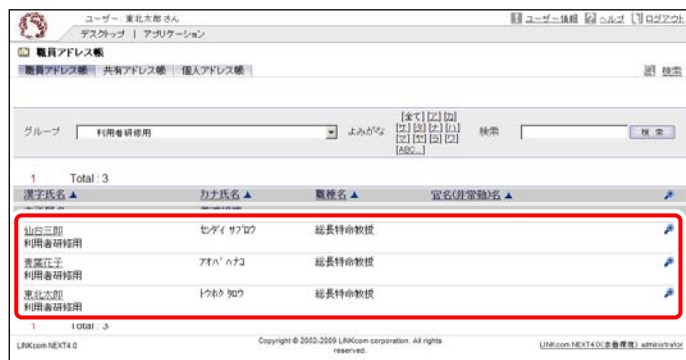 ユーザー: 東北太郎 さん
ユーザー情報 ヘルプ ログアウト
デスクトップ | アプリケーション
職員アドレス帳
職員アドレス帳 共有アドレス帳 個人アドレス帳 検索
グループ 利用者研修用 よみがな
[全て] [ア] [カ]
[サ] [タ] [ナ] [ハ]
[マ] [ヤ] [ラ] [ワ]
[ABC...]
検索 検 索
1 Total : 3
漢字氏名▲ カナ氏名▲ 職種名▲ 官名(非常勤)名▲
仙台三郎 センダイ サブロウ 総長特命教授
利用者研修用
青葉花子 アオバ ハナコ 総長特命教授
利用者研修用
東北太郎 トウホク タロウ 総長特命教授
利用者研修用
1 Total : 3
LINKcom NEXT4.0 Copyright © 2002-2009 LINKcom corporation. All rights reserved. LINKcom NEXT4.0(本番環境) administrator